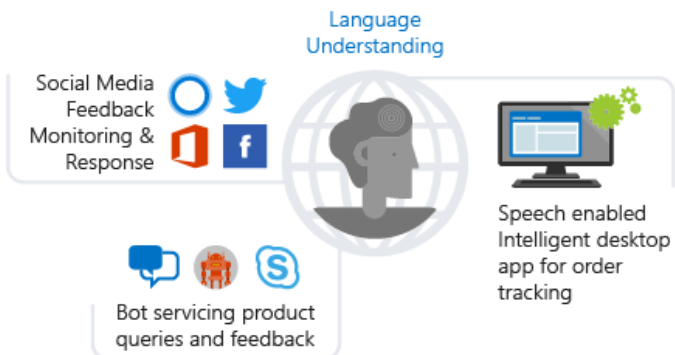 Language
Understanding
Social Media
Feedback
Monitoring &
Response
f
Speech enabled
Intelligent desktop
app for order
tracking
S
Bot servicing product
queries and feedback